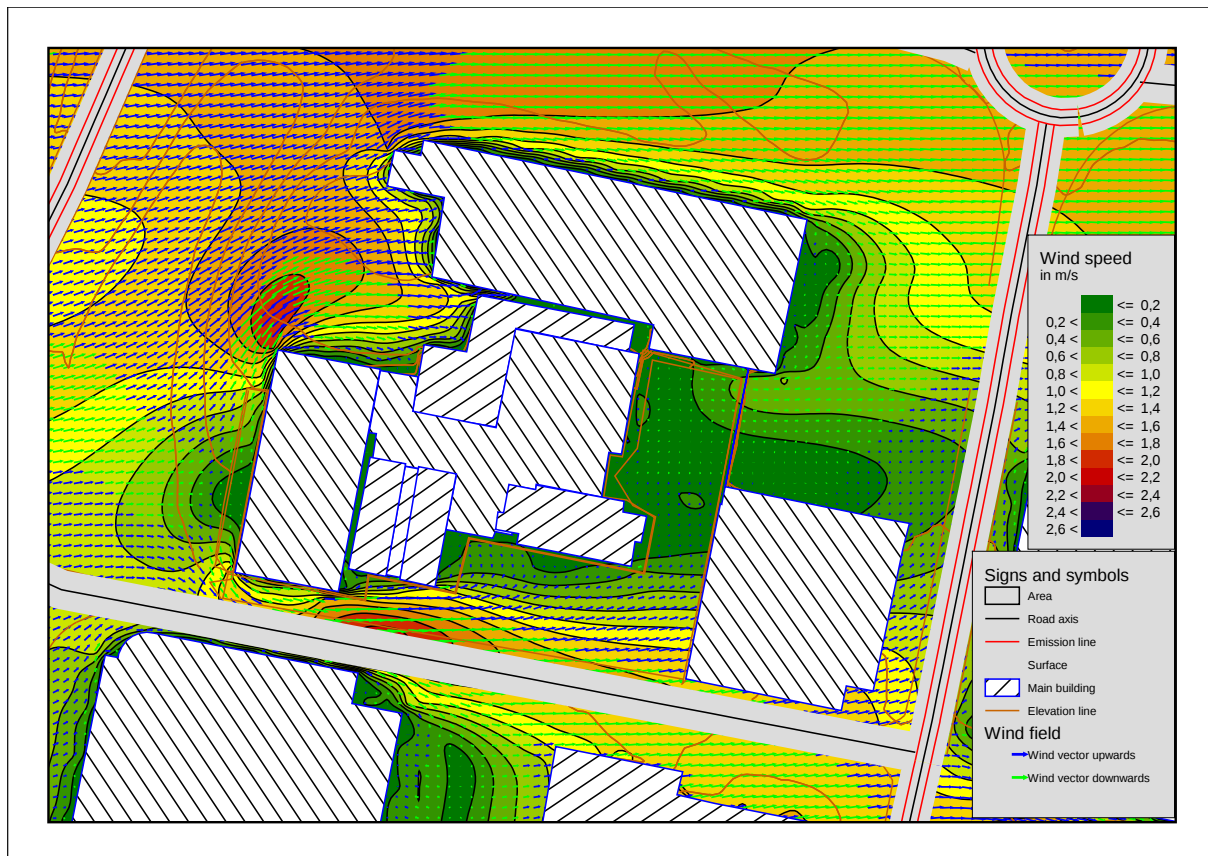 Wind speed
in m/s
<= 0,2
0,2 < <= 0,4
0,4 < <= 0,6
0,6 < <= 0,8
0,8 < <= 1,0
1,0 < <= 1,2
1,2 < <= 1,4
1,4 < <= 1,6
1,6 < <= 1,8
1,8 < <= 2,0
2,0 < <= 2,2
2,2 < <= 2,4
2,4 < <= 2,6
2,6 <
Signs and symbols
Area
Road axis
Emission line
Surface
Main building
Elevation line
Wind field
Wind vector upwards
Wind vector downwards